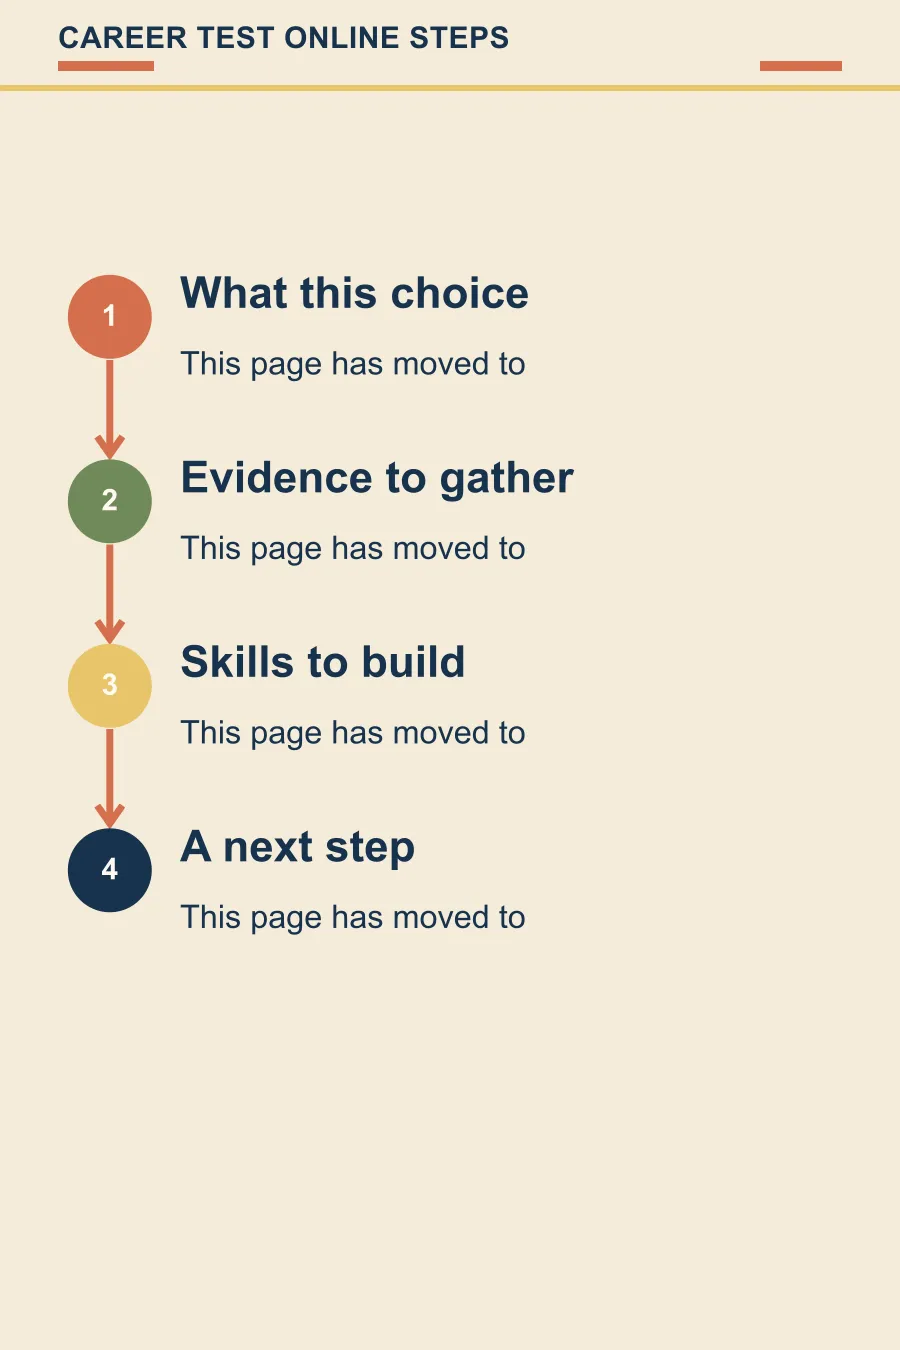 CAREER TEST ONLINE STEPS
1
What this choice
This page has moved to
2
Evidence to gather
This page has moved to
3
Skills to build
This page has moved to
4
A next step
This page has moved to